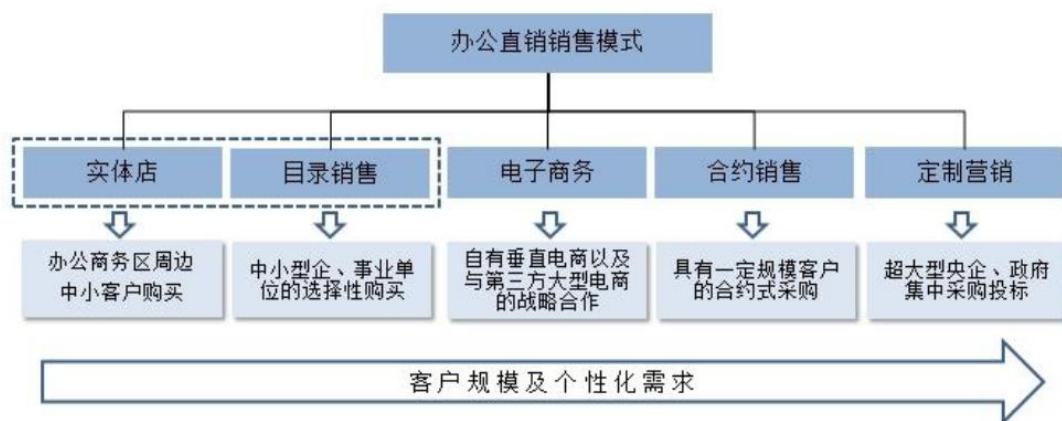 办公直销销售模式
实体店
目录销售
电子商务
合约销售
定制营销
办公商务区周边
中小客户购买
中小型企、事业单
位的选择性购买
自有垂直电商以及
与第三方大型电商
的战略合作
具有一定规模客户
的合约式采购
超大型央企、政府
集中采购投标
客户规模及个性化需求